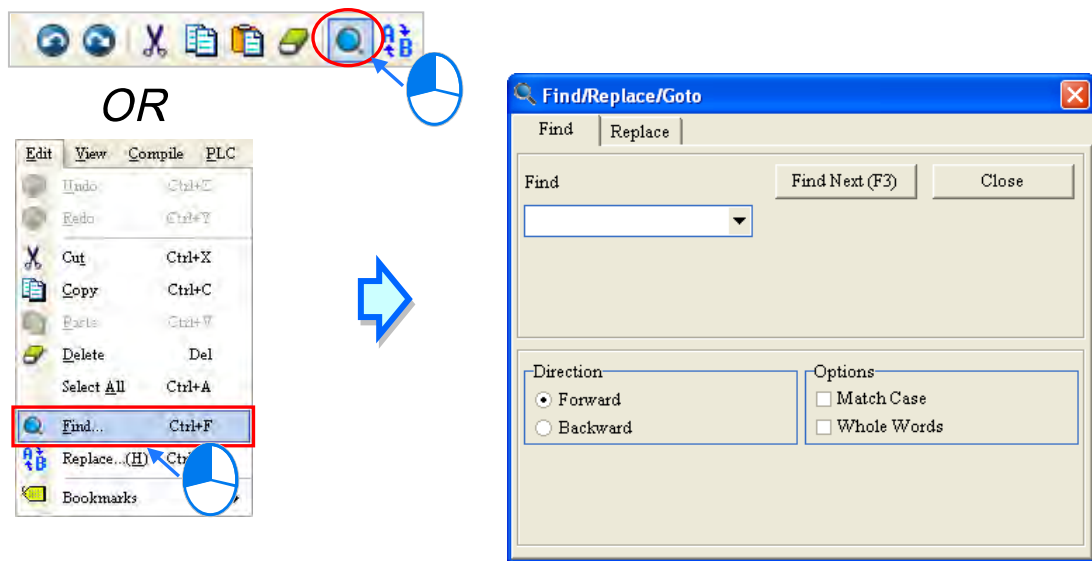 OR
Edit View Compile PLC
Undo Ctrl+Z
Redo Ctrl+Y
Cut Ctrl+X
Copy Ctrl+C
Paste Ctrl+V
Delete Del
Select All Ctrl+A
Find... Ctrl+F
Replace...(H)
Bookmarks
Find/Replace/Goto
Find Replace
Find Find Next (F3) Close
Direction Options
Forward Match Case
Backward Whole Words